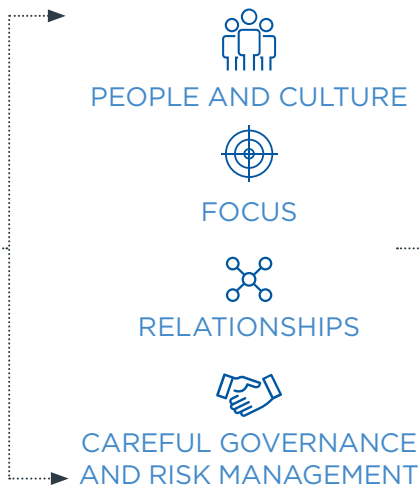 PEOPLE AND CULTURE
FOCUS
RELATIONSHIPS
CAREFUL GOVERNANCE
AND RISK MANAGEMENT